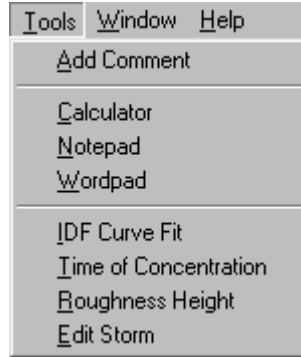 Tools Window Help
Add Comment
Calculator
Notepad
Wordpad
IDF Curve Fit
Time of Concentration
Roughness Height
Edit Storm